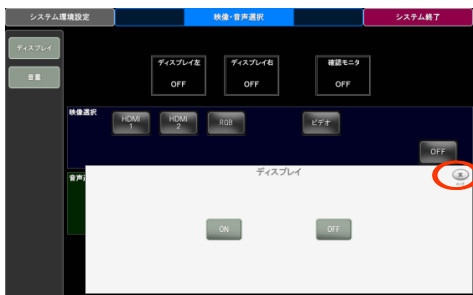 システム環境設定
映像・音声選択
システム終了
ディスプレイ
音量
ディスプレイ左
OFF
ディスプレイ右
OFF
確認モニタ
OFF
映像選択
HDMI
1
HDMI
2
RGB
ビデオ
OFF
音声
ディスプレイ
ON
OFF